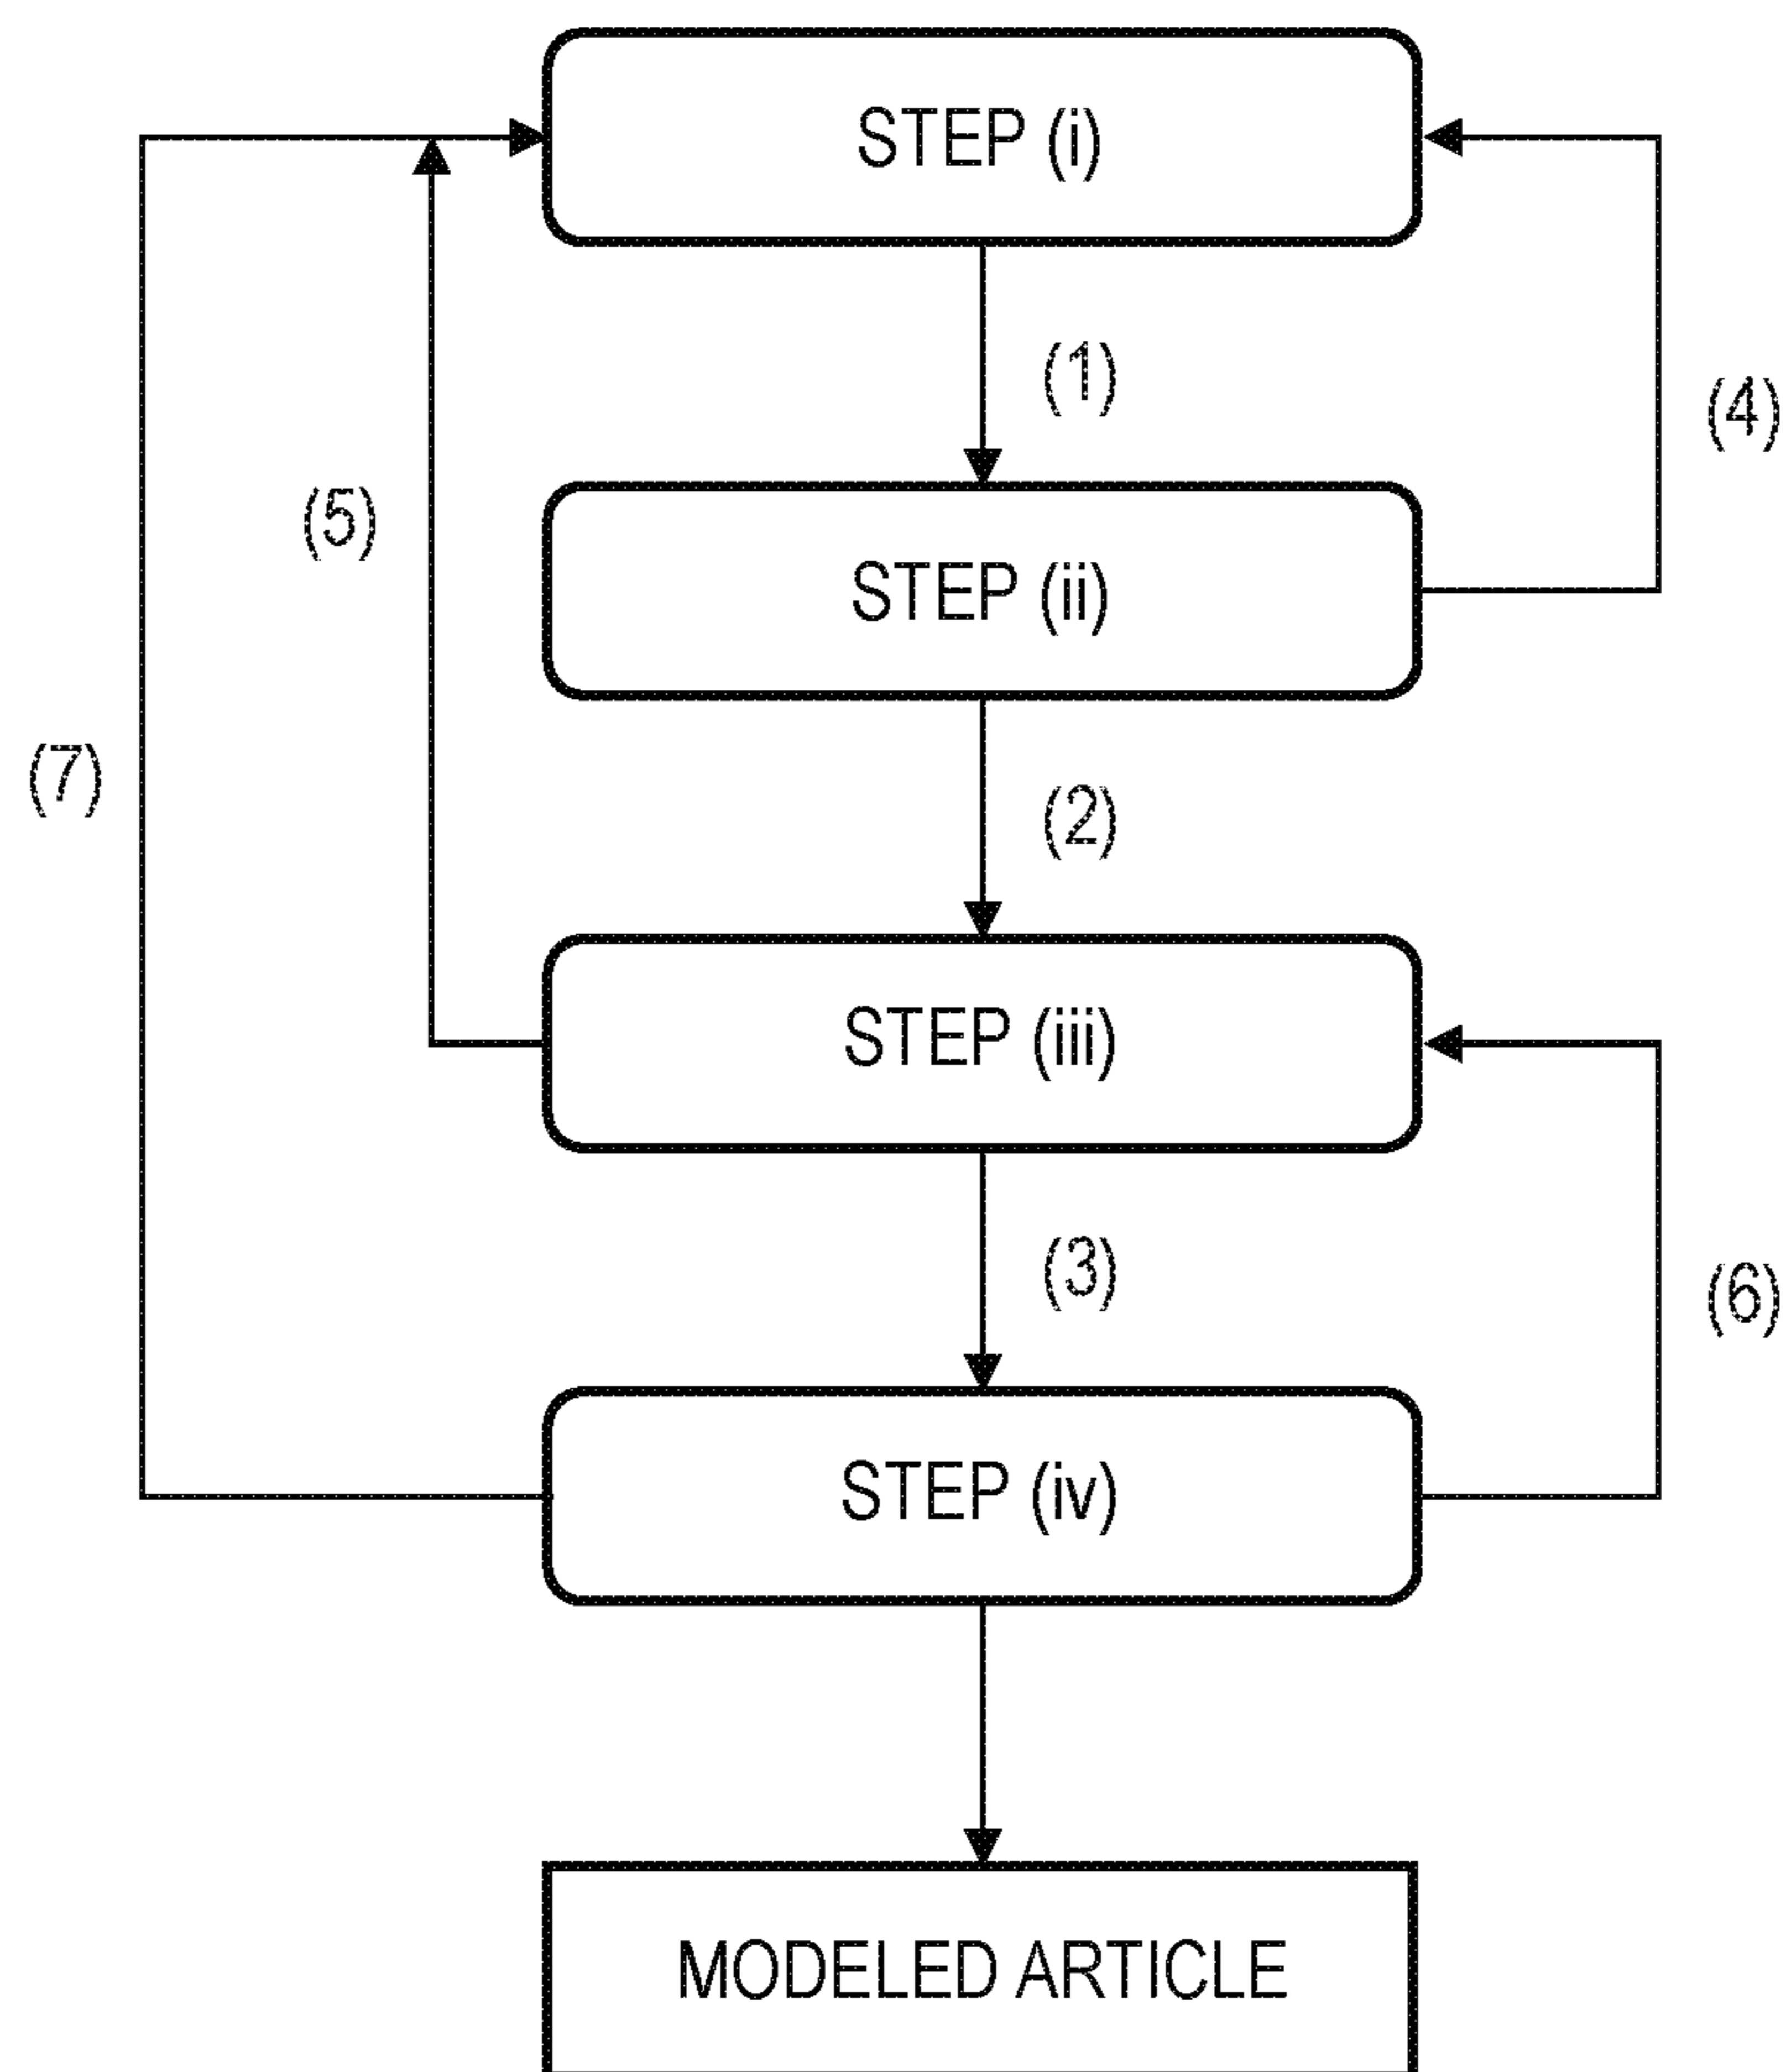 STEP (i)
(1)
(4)
(5)
STEP (ii)
(7)
(2)
STEP (iii)
(3)
(6)
STEP (iv)
MODELED ARTICLE